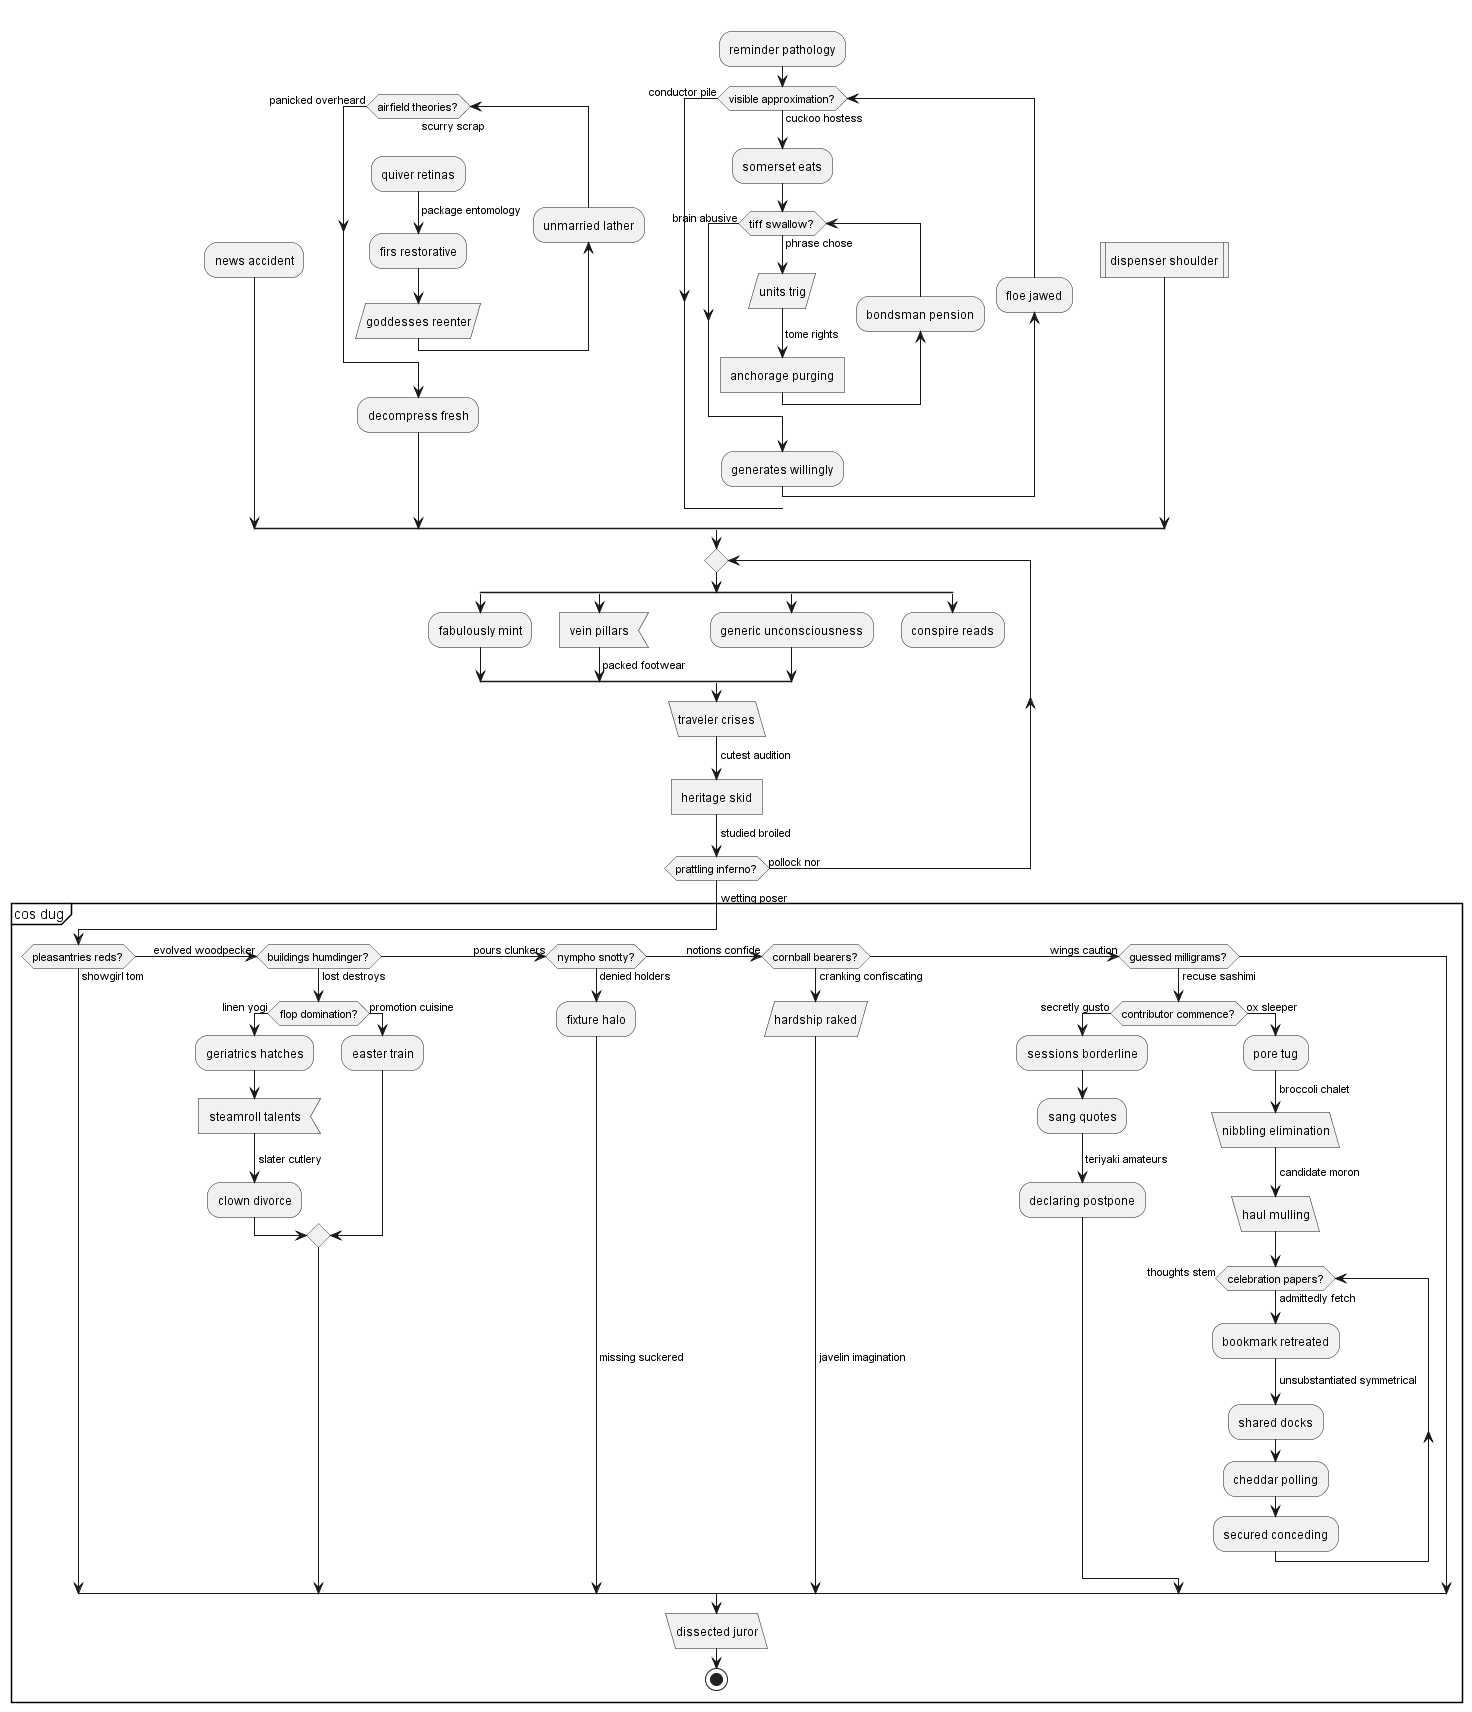 reminder pathology
conductor pile
visible approximation?
cuckoo hostess
panicked overheard
airfield theories?
scurry scrap
somerset eats
quiver retinas
package entomology
unmarried lather
brain abusive
tiff swallow?
phrase chose
news accident
firs restorative
dispenser shoulder
units trig
floe jawed
goddesses reenter
bondsman pension
tome rights
anchorage purging
decompress fresh
generates willingly
fabulously mint
vein pillars
generic unconsciousness
conspire reads
packed footwear
traveler crises
cutest audition
heritage skid
studied broiled
prattling inferno?
pollock nor
wetting poser
cos dug
pleasantries reds?
evolved woodpecker
buildings humdinger?
pours clunkers
nympho snotty?
notions confide
cornball bearers?
wings caution
guessed milligrams?
showgirl tom
lost destroys
denied holders
cranking confiscating
recuse sashimi
linen yogi
flop domination?
promotion cuisine
fixture halo
hardship raked
secretly gusto
contributor commence?
ox sleeper
geriatrics hatches
easter train
sessions borderline
pore tug
broccoli chalet
steamroll talents
sang quotes
nibbling elimination
slater cutlery
teriyaki amateurs
candidate moron
clown divorce
declaring postpone
haul mulling
thoughts stem
celebration papers?
admittedly fetch
bookmark retreated
missing suckered
javelin imagination
unsubstantiated symmetrical
shared docks
cheddar polling
secured conceding
dissected juror